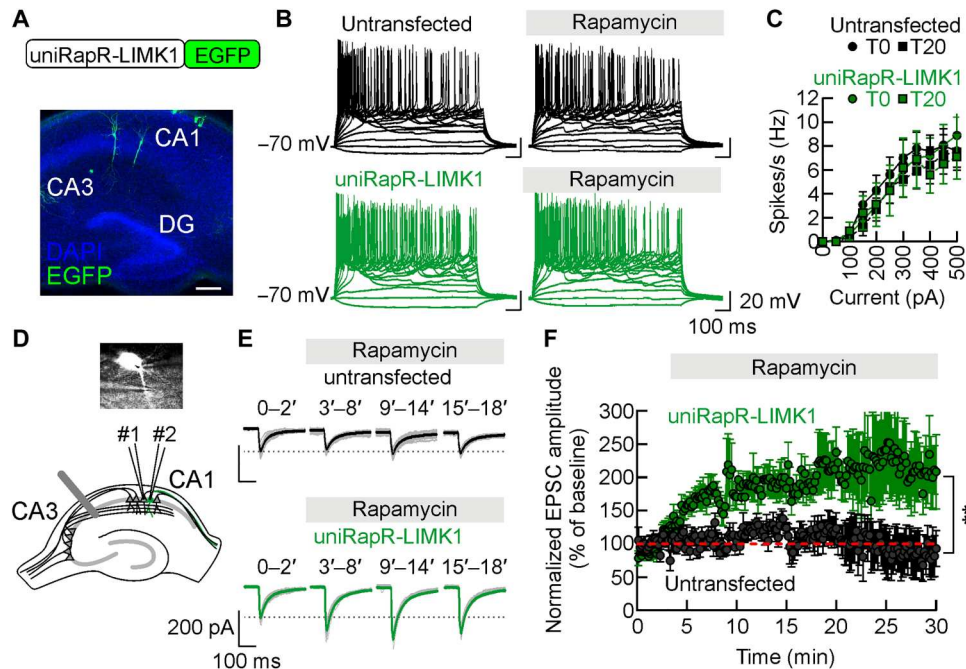 A
uniRapR-LIMK1 EGFP
CA1
CA3
DG
DAPI
EGFP
B
Untransfected
Rapamycin
−70 mV
uniRapR-LIMK1
Rapamycin
−70 mV
20 mV
100 ms
C
Untransfected
T0 T20
uniRapR-LIMK1
T0 T20
Spikes/s (Hz)
12
10
8
6
4
2
0
0 100 200 300 400 500
Current (pA)
D
#1 #2
CA1
CA3
E
Rapamycin
untransfected
0–2′ 3′–8′ 9′–14′ 15′–18′
Rapamycin
uniRapR-LIMK1
0–2′ 3′–8′ 9′–14′ 15′–18′
200 pA
100 ms
F
Rapamycin
uniRapR-LIMK1
Normalized EPSC amplitude
(% of baseline)
300
250
200
150
100
50
0
**
Untransfected
0 5 10 15 20 25 30
Time (min)